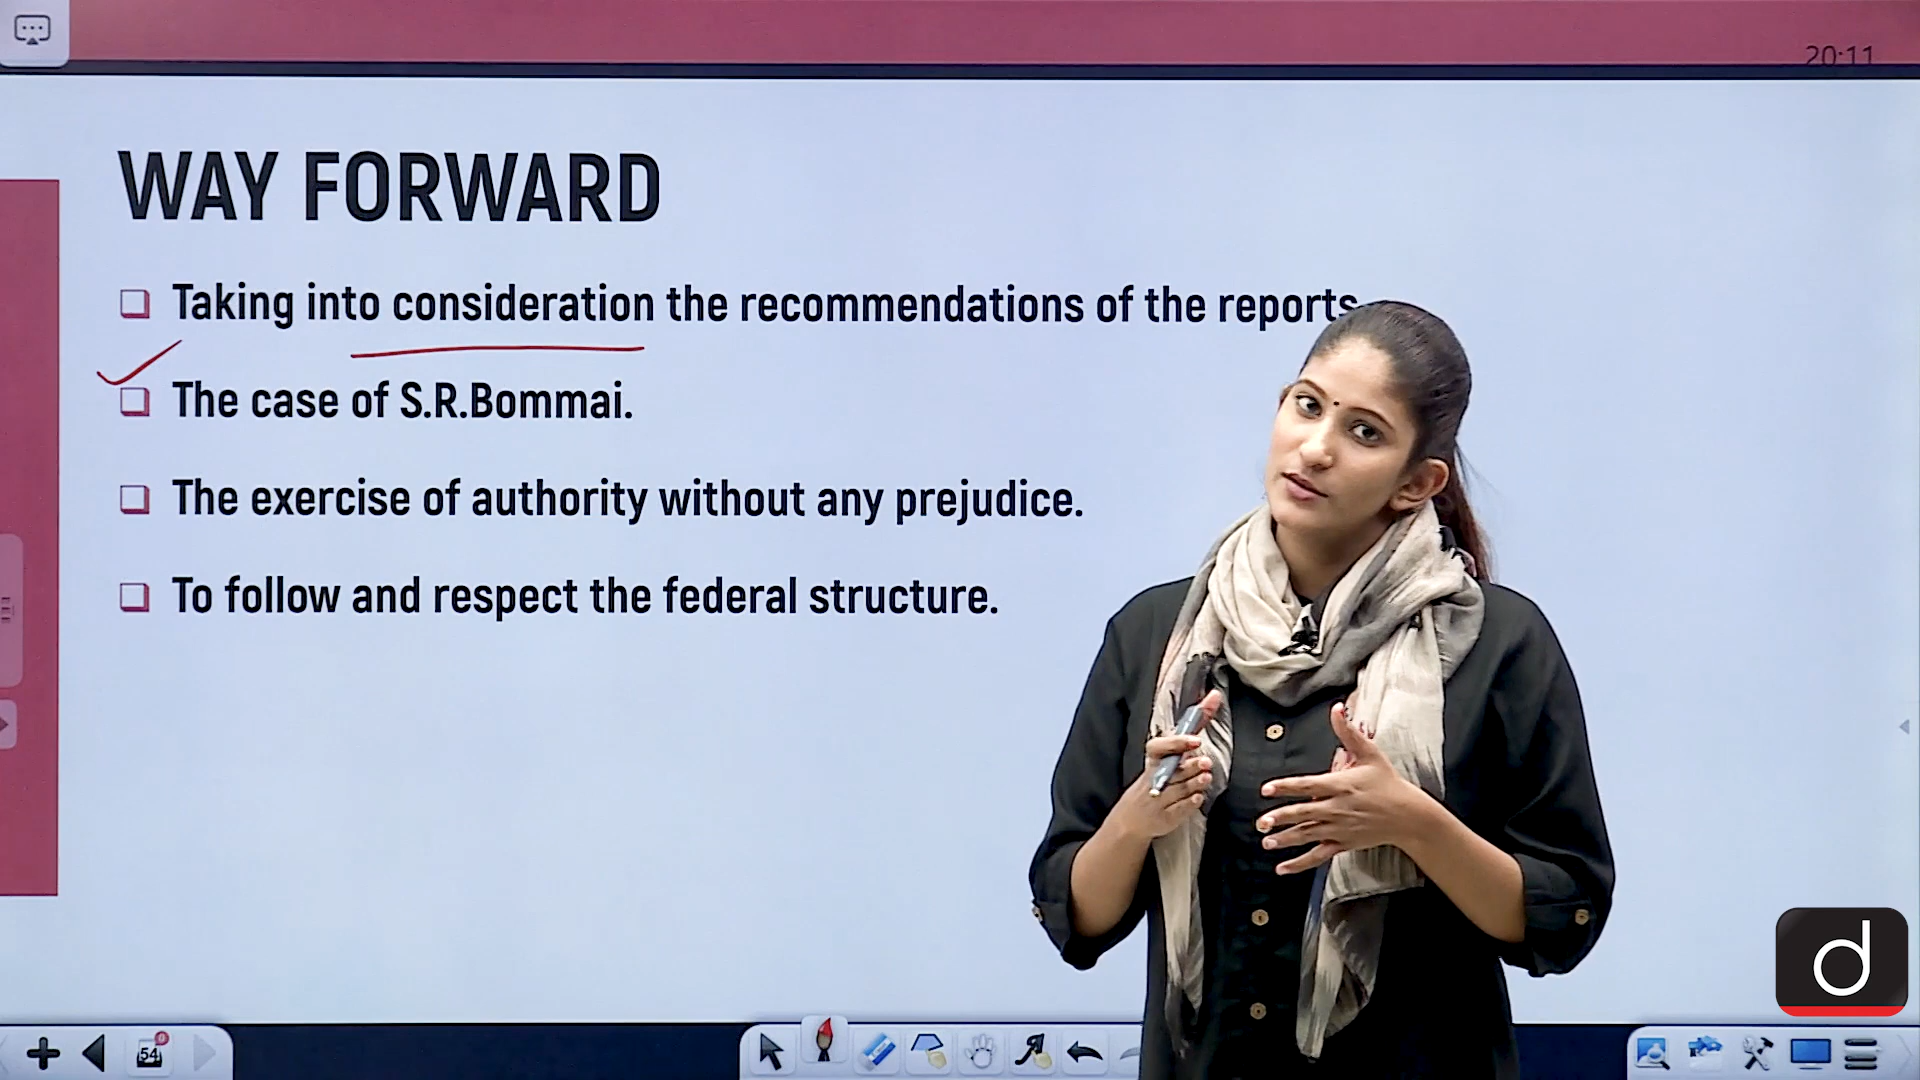 20:11
WAY FORWARD
Taking into consideration the recommendations of the reports
The case of S.R.Bommai.
The exercise of authority without any prejudice.
To follow and respect the federal structure.
54
d